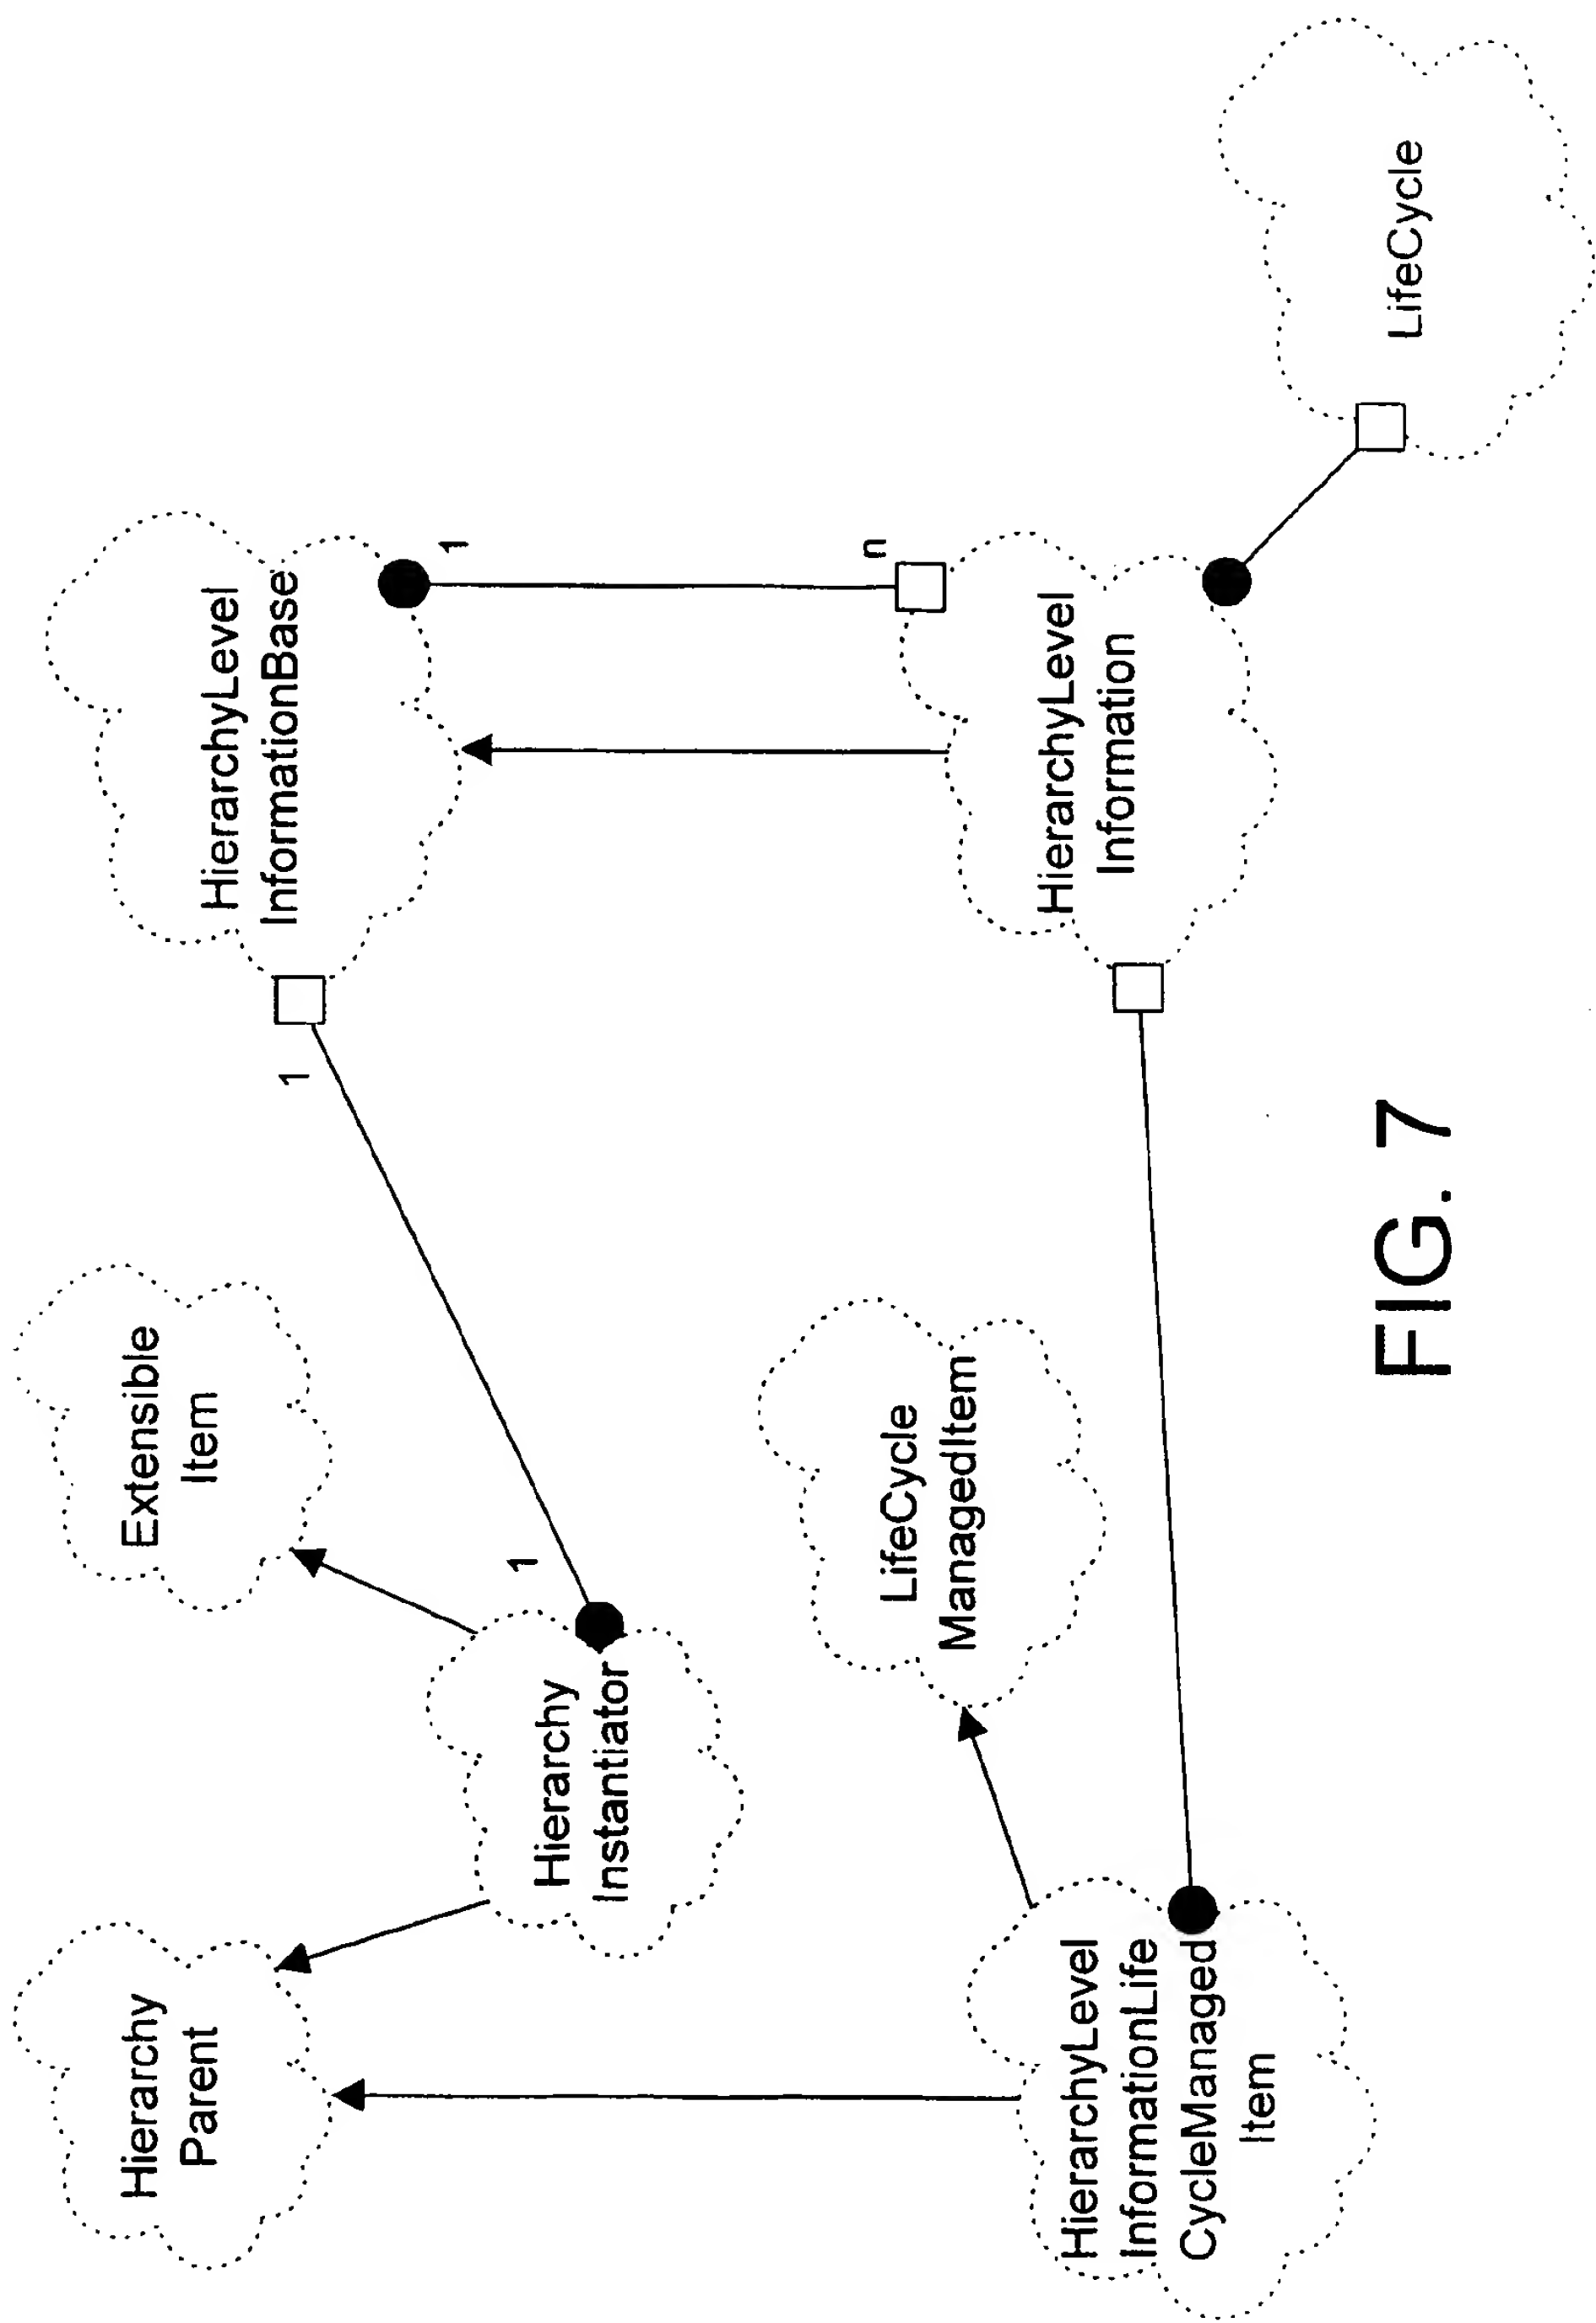 Hierarchy
Parent
Extensible
Item
HierarchyLevel
InformationBase
1
1
1
n
Hierarchy
Instantiator
LifeCycle
ManagedItem
HierarchyLevel
Information
HierarchyLevel
InformationLife
CycleManaged
Item
LifeCycle
FIG. 7